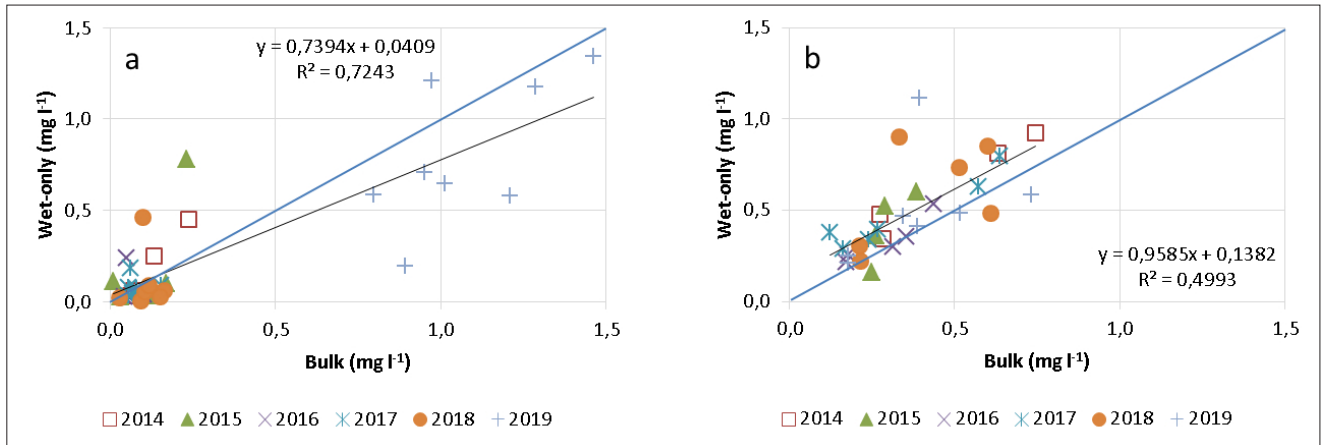 a
y = 0,7394x + 0,0409
R² = 0,7243
1,5
1,0
0,5
0,0
Wet-only (mg l⁻¹)
0,0 0,5 1,0 1,5
Bulk (mg l⁻¹)
2014 2015 2016 2017 2018 2019
b
y = 0,9585x + 0,1382
R² = 0,4993
1,5
1,0
0,5
0,0
Wet-only (mg l⁻¹)
0,0 0,5 1,0 1,5
Bulk (mg l⁻¹)
2014 2015 2016 2017 2018 2019